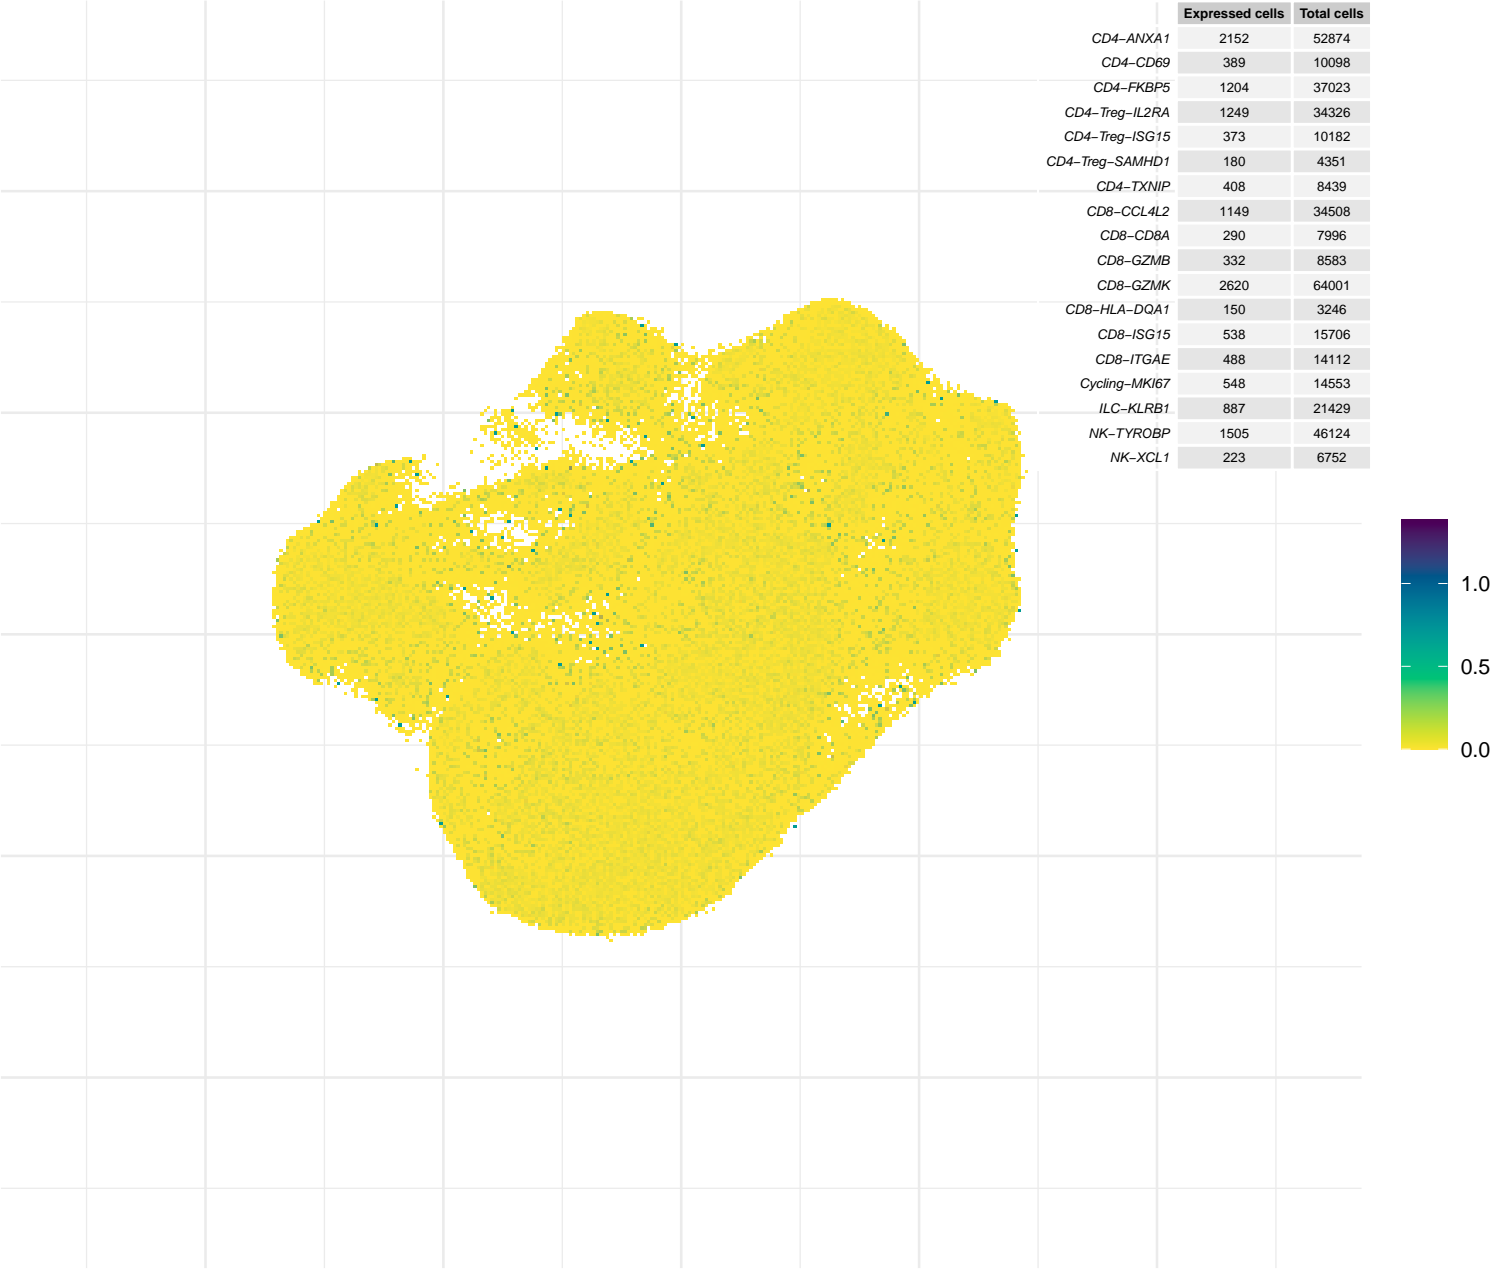 Expressed cells Total cells
CD4−ANXA1 2152 52874
CD4−CD69 389 10098
CD4−FKBP5 1204 37023
CD4−Treg−IL2RA 1249 34326
CD4−Treg−ISG15 373 10182
CD4−Treg−SAMHD1 180 4351
CD4−TXNIP 408 8439
CD8−CCL4L2 1149 34508
CD8−CD8A 290 7996
CD8−GZMB 332 8583
CD8−GZMK 2620 64001
CD8−HLA−DQA1 150 3246
CD8−ISG15 538 15706
CD8−ITGAE 488 14112
Cycling−MKI67 548 14553
ILC−KLRB1 887 21429
NK−TYROBP 1505 46124
NK−XCL1 223 6752
1.0
0.5
0.0